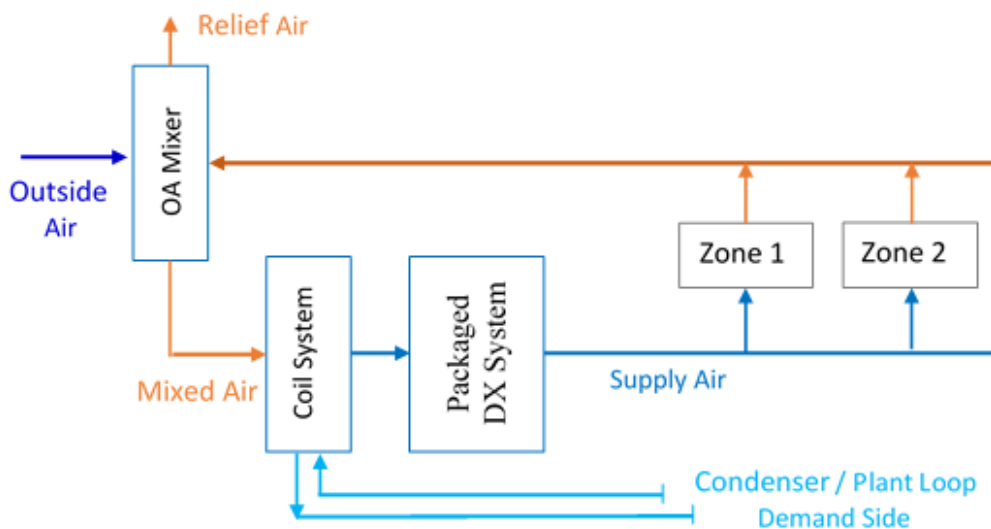 Relief Air
OA Mixer
Outside
Air
Zone 1
Zone 2
Mixed Air
Coil System
Packaged
DX System
Supply Air
Condenser / Plant Loop
Demand Side